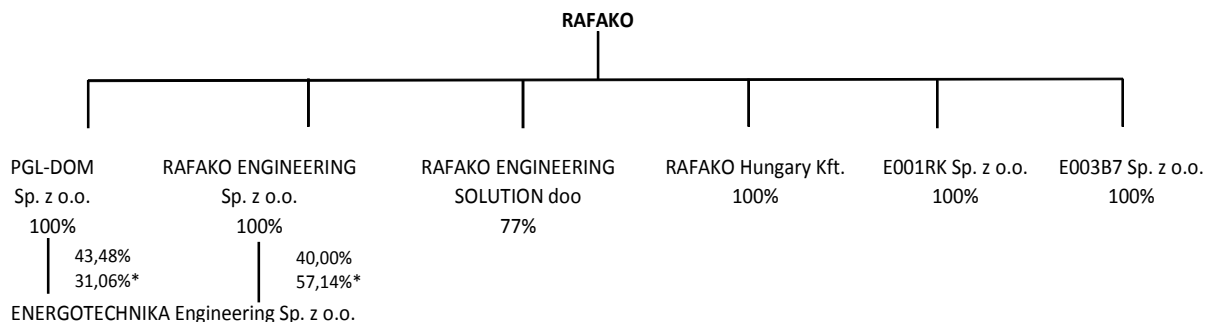 RAFAKO
PGL-DOM
Sp. z o.o.
100%
RAFAKO ENGINEERING
Sp. z o.o.
100%
RAFAKO ENGINEERING
SOLUTION doo
77%
RAFAKO Hungary Kft.
100%
E001RK Sp. z o.o.
100%
E003B7 Sp. z o.o.
100%
43,48%
31,06%*
40,00%
57,14%*
ENERGOTECHNIKA Engineering Sp. z o.o.